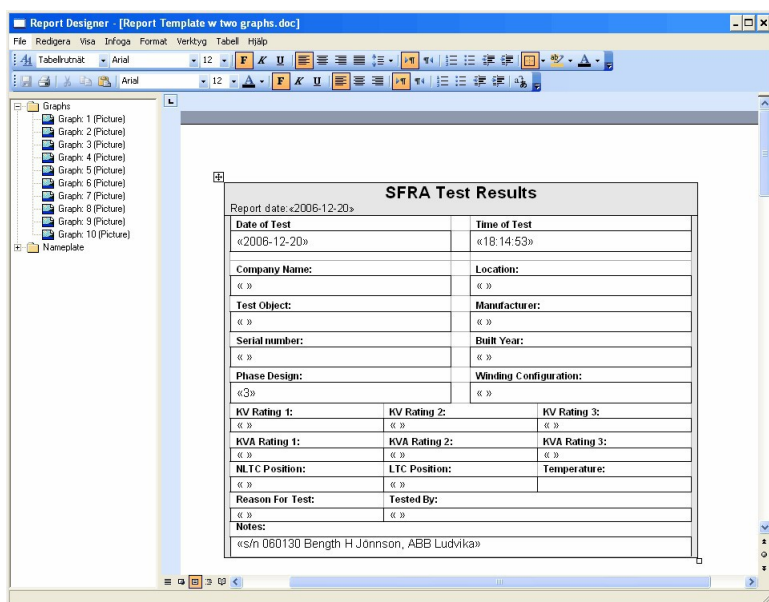 Report Designer - [Report Template w two graphs.doc]
File Redigera Visa Infoga Format Verktyg Tabell Hjälp
Tabellrutnät Arial 12 F K U
Arial 12 A F K U
Graphs
Graph: 1 (Picture)
Graph: 2 (Picture)
Graph: 3 (Picture)
Graph: 4 (Picture)
Graph: 5 (Picture)
Graph: 6 (Picture)
Graph: 7 (Picture)
Graph: 8 (Picture)
Graph: 9 (Picture)
Graph: 10 (Picture)
Nameplate
SFRA Test Results
Report date:«2006-12-20»
Date of Test Time of Test
«2006-12-20» «18:14:53»
Company Name: Location:
« » « »
Test Object: Manufacturer:
« » « »
Serial number: Built Year:
« » « »
Phase Design: Winding Configuration:
«3» « »
KV Rating 1: KV Rating 2: KV Rating 3:
« » « » « »
KVA Rating 1: KVA Rating 2: KVA Rating 3:
« » « » « »
NLTC Position: LTC Position: Temperature:
« » « »
Reason For Test: Tested By:
« » « »
Notes:
«s/n 060130 Bength H Jönnson, ABB Ludvika»